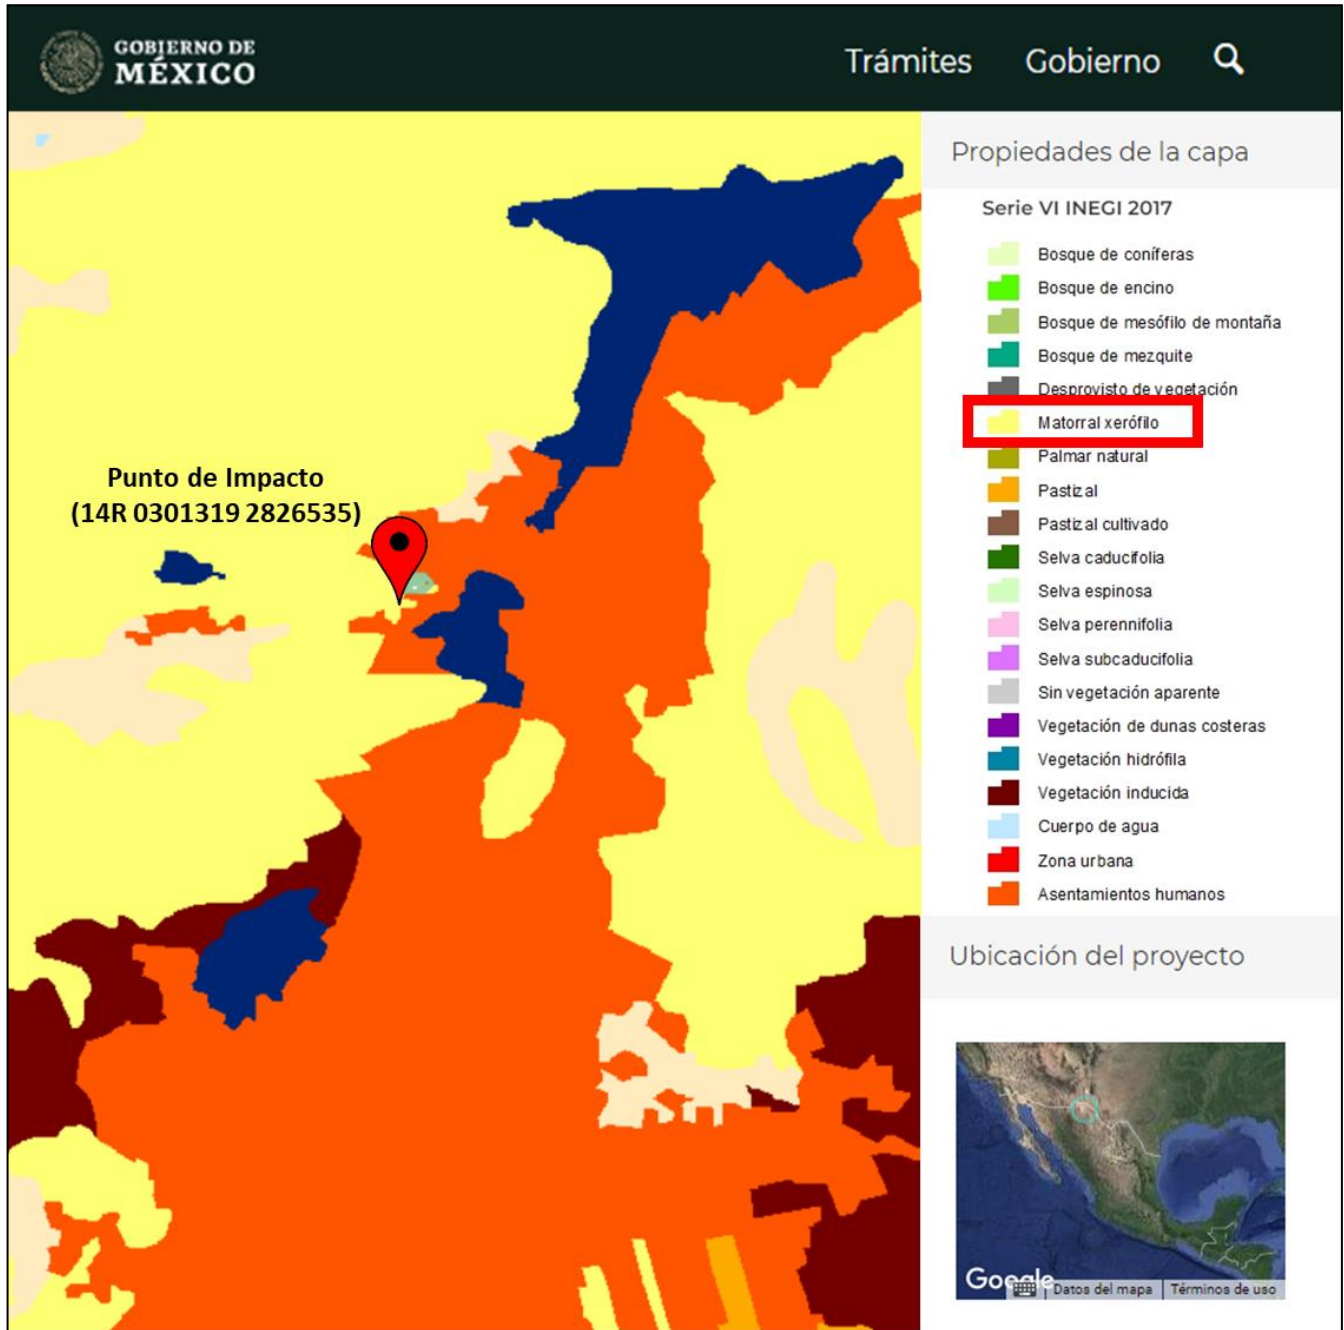 GOBIERNO DE
MÉXICO
Trámites
Gobierno
Punto de Impacto
(14R 0301319 2826535)
Propiedades de la capa
Serie VI INEGI 2017
Bosque de coníferas
Bosque de encino
Bosque de mesófilo de montaña
Bosque de mezquite
Desprovisto de vegetación
Matorral xerófilo
Palmar natural
Pastizal
Pastizal cultivado
Selva caducifolia
Selva espinosa
Selva perennifolia
Selva subcaducifolia
Sin vegetación aparente
Vegetación de dunas costeras
Vegetación hidrófila
Vegetación inducida
Cuerpo de agua
Zona urbana
Asentamientos humanos
Ubicación del proyecto
Google
Datos del mapa
Términos de uso